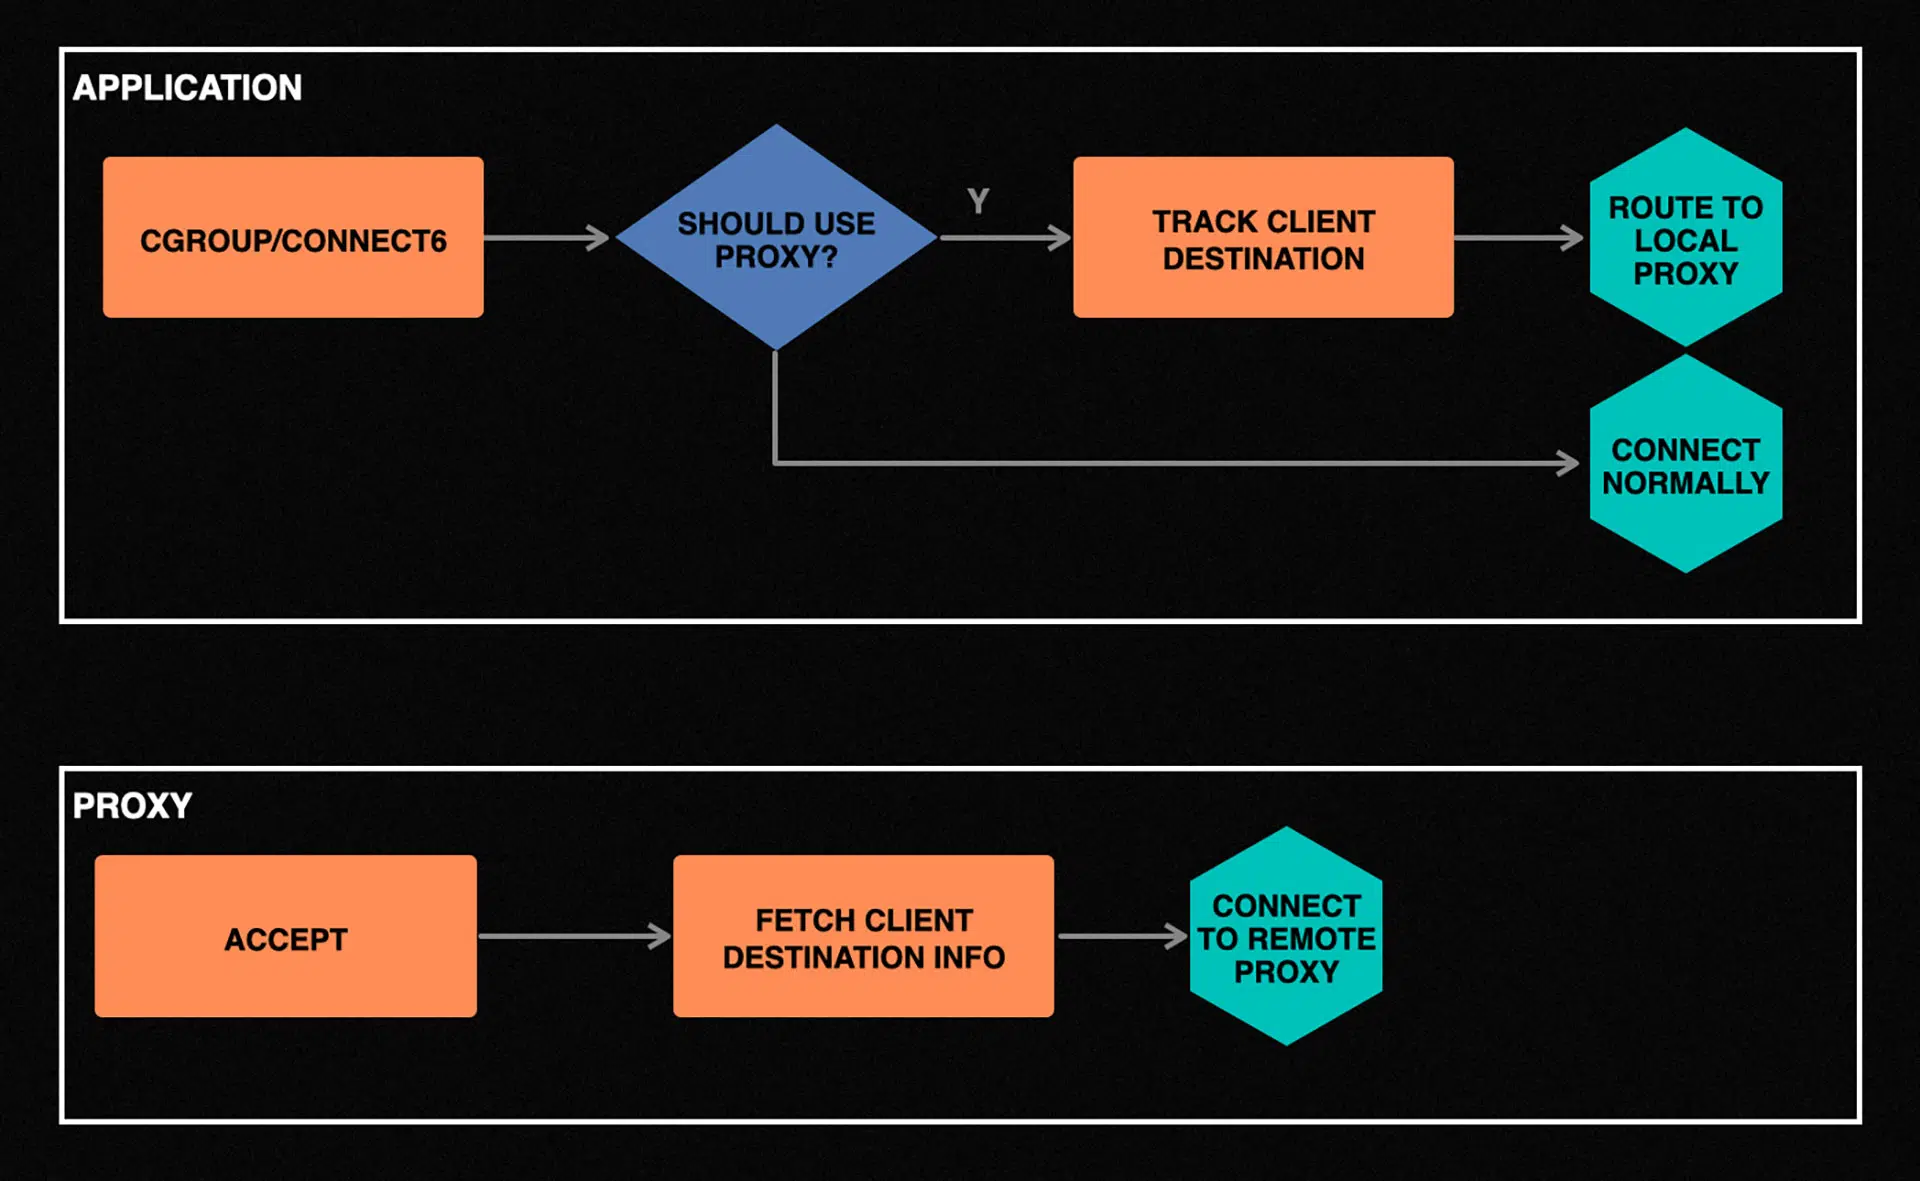 APPLICATION
CGROUP/CONNECT6
SHOULD USE
PROXY?
Y
TRACK CLIENT
DESTINATION
ROUTE TO
LOCAL
PROXY
CONNECT
NORMALLY
PROXY
ACCEPT
FETCH CLIENT
DESTINATION INFO
CONNECT
TO REMOTE
PROXY